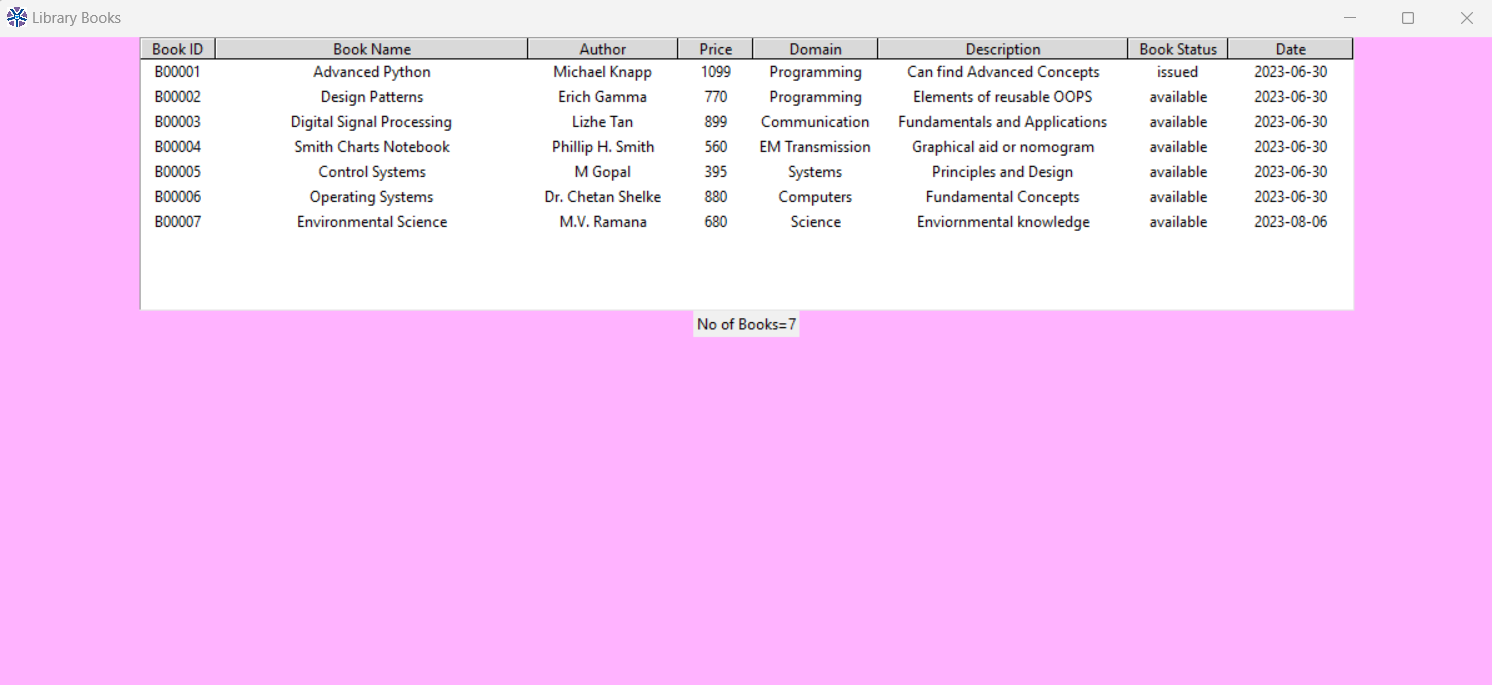 Library Books
Book ID Book Name Author Price Domain Description Book Status Date
B00001 Advanced Python Michael Knapp 1099 Programming Can find Advanced Concepts issued 2023-06-30
B00002 Design Patterns Erich Gamma 770 Programming Elements of reusable OOPS available 2023-06-30
B00003 Digital Signal Processing Lizhe Tan 899 Communication Fundamentals and Applications available 2023-06-30
B00004 Smith Charts Notebook Phillip H. Smith 560 EM Transmission Graphical aid or nomogram available 2023-06-30
B00005 Control Systems M Gopal 395 Systems Principles and Design available 2023-06-30
B00006 Operating Systems Dr. Chetan Shelke 880 Computers Fundamental Concepts available 2023-06-30
B00007 Environmental Science M.V. Ramana 680 Science Enviornmental knowledge available 2023-08-06
No of Books=7